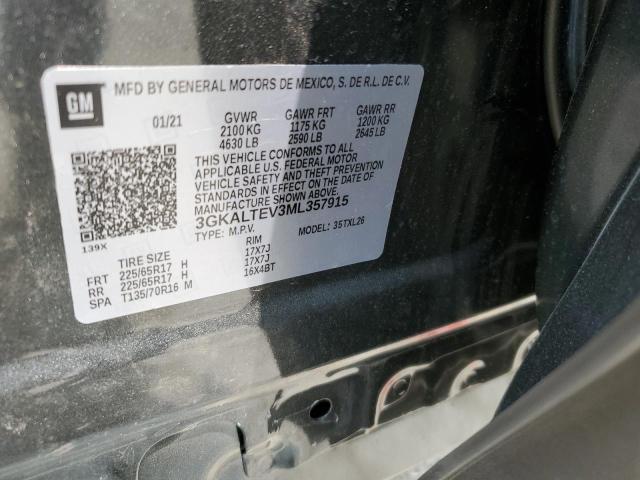 GM
MFD BY GENERAL MOTORS DE MEXICO, S. DE R.L. DE C.V.
01/21 GVWR GAWR FRT GAWR RR
2100 KG 1175 KG 1200 KG
4630 LB 2590 LB 2645 LB
THIS VEHICLE CONFORMS TO ALL
APPLICABLE U.S. FEDERAL MOTOR
VEHICLE SAFETY AND THEFT PREVENTION
STANDARDS IN EFFECT ON THE DATE OF
MANUFACTURE SHOWN ABOVE.
3GKALTEV3ML357915
TYPE: M.P.V. MODEL: 35TXL26
139X
TIRE SIZE RIM
FRT 225/65R17 H 17X7J
RR 225/65R17 H 17X7J
SPA T135/70R16 M 16X4BT